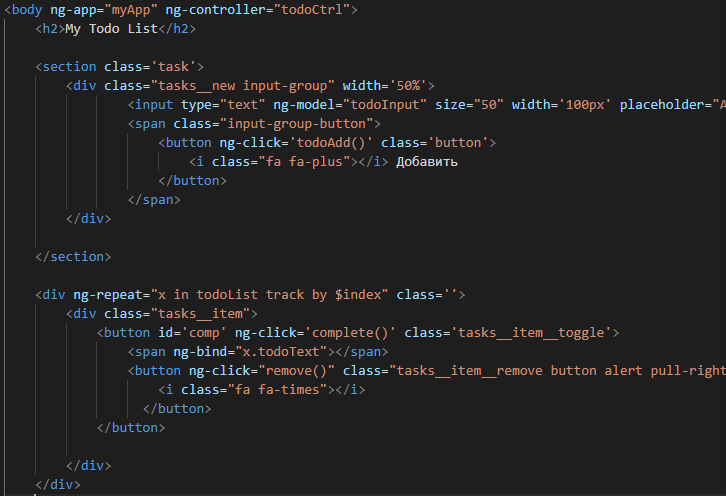 <body ng-app="myApp" ng-controller="todoCtrl">
<h2>My Todo List</h2>
<section class='task'>
<div class="tasks__new input-group" width='50%'>
<input type="text" ng-model="todoInput" size="50" width='100px' placeholder="A
<span class="input-group-button">
<button ng-click='todoAdd()' class='button'>
<i class="fa fa-plus"></i> Добавить
</button>
</span>
</div>
</section>
<div ng-repeat="x in todoList track by $index" class=''>
<div class="tasks__item">
<button id='comp' ng-click='complete()' class='tasks__item__toggle'>
<span ng-bind="x.todoText"></span>
<button ng-click="remove()" class="tasks__item__remove button alert pull-right
<i class="fa fa-times"></i>
</button>
</button>
</div>
</div>